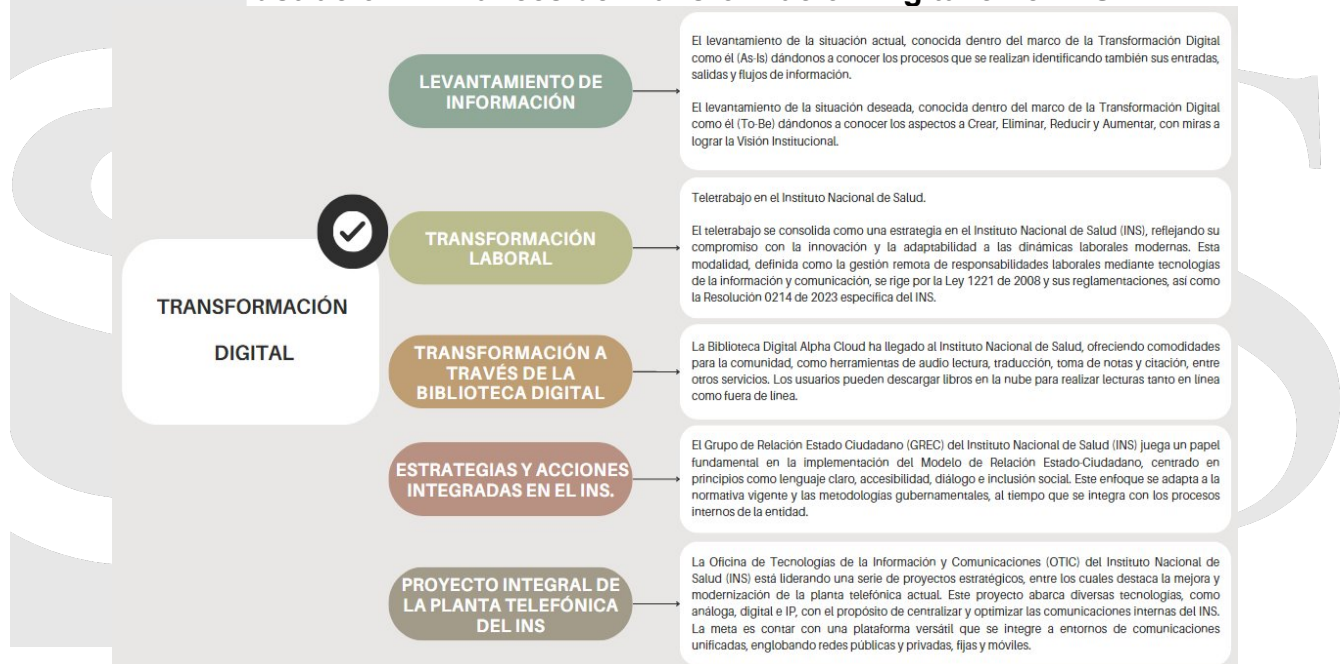 TRANSFORMACIÓN
DIGITAL
LEVANTAMIENTO DE
INFORMACIÓN
El levantamiento de la situación actual, conocida dentro del marco de la Transformación Digital
como él (As-Is) dándonos a conocer los procesos que se realizan identificando también sus entradas,
salidas y flujos de información.
El levantamiento de la situación deseada, conocida dentro del marco de la Transformación Digital
como él (To-Be) dándonos a conocer los aspectos a Crear, Eliminar, Reducir y Aumentar, con miras a
lograr la Visión Institucional.
TRANSFORMACIÓN
LABORAL
Teletrabajo en el Instituto Nacional de Salud.
El teletrabajo se consolida como una estrategia en el Instituto Nacional de Salud (INS), reflejando su
compromiso con la innovación y la adaptabilidad a las dinámicas laborales modernas. Esta
modalidad, definida como la gestión remota de responsabilidades laborales mediante tecnologías
de la información y comunicación, se rige por la Ley 1221 de 2008 y sus reglamentaciones, así como
la Resolución 0214 de 2023 específica del INS.
TRANSFORMACIÓN A
TRAVÉS DE LA
BIBLIOTECA DIGITAL
La Biblioteca Digital Alpha Cloud ha llegado al Instituto Nacional de Salud, ofreciendo comodidades
para la comunidad, como herramientas de audio lectura, traducción, toma de notas y citación, entre
otros servicios. Los usuarios pueden descargar libros en la nube para realizar lecturas tanto en línea
como fuera de línea.
ESTRATEGIAS Y ACCIONES
INTEGRADAS EN EL INS.
El Grupo de Relación Estado Ciudadano (GREC) del Instituto Nacional de Salud (INS) juega un papel
fundamental en la implementación del Modelo de Relación Estado-Ciudadano, centrado en
principios como lenguaje claro, accesibilidad, diálogo e inclusión social. Este enfoque se adapta a la
normativa vigente y las metodologías gubernamentales, al tiempo que se integra con los procesos
internos de la entidad.
PROYECTO INTEGRAL DE
LA PLANTA TELEFÓNICA
DEL INS
La Oficina de Tecnologías de la Información y Comunicaciones (OTIC) del Instituto Nacional de
Salud (INS) está liderando una serie de proyectos estratégicos, entre los cuales destaca la mejora y
modernización de la planta telefónica actual. Este proyecto abarca diversas tecnologías, como
análoga, digital e IP, con el propósito de centralizar y optimizar las comunicaciones internas del INS.
La meta es contar con una plataforma versátil que se integre a entornos de comunicaciones
unificadas, englobando redes públicas y privadas, fijas y móviles.